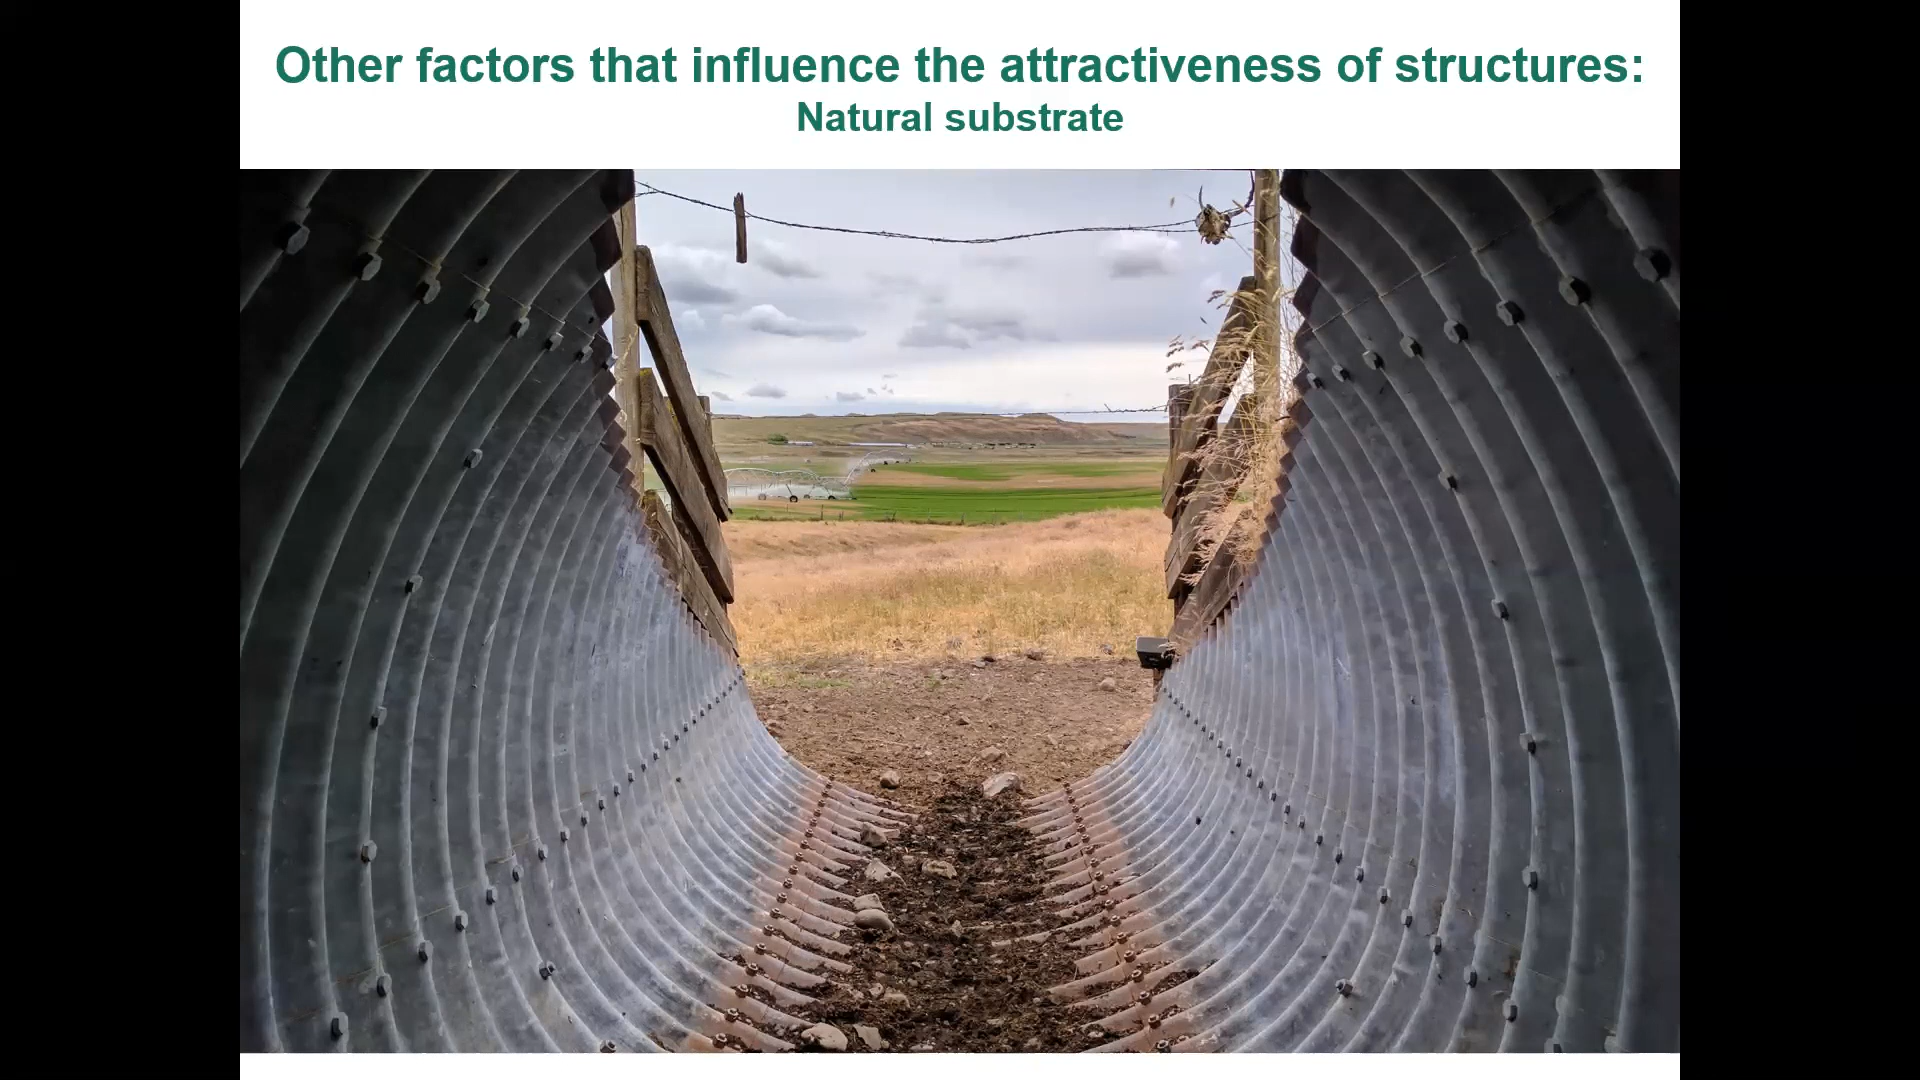 Other factors that influence the attractiveness of structures:
Natural substrate